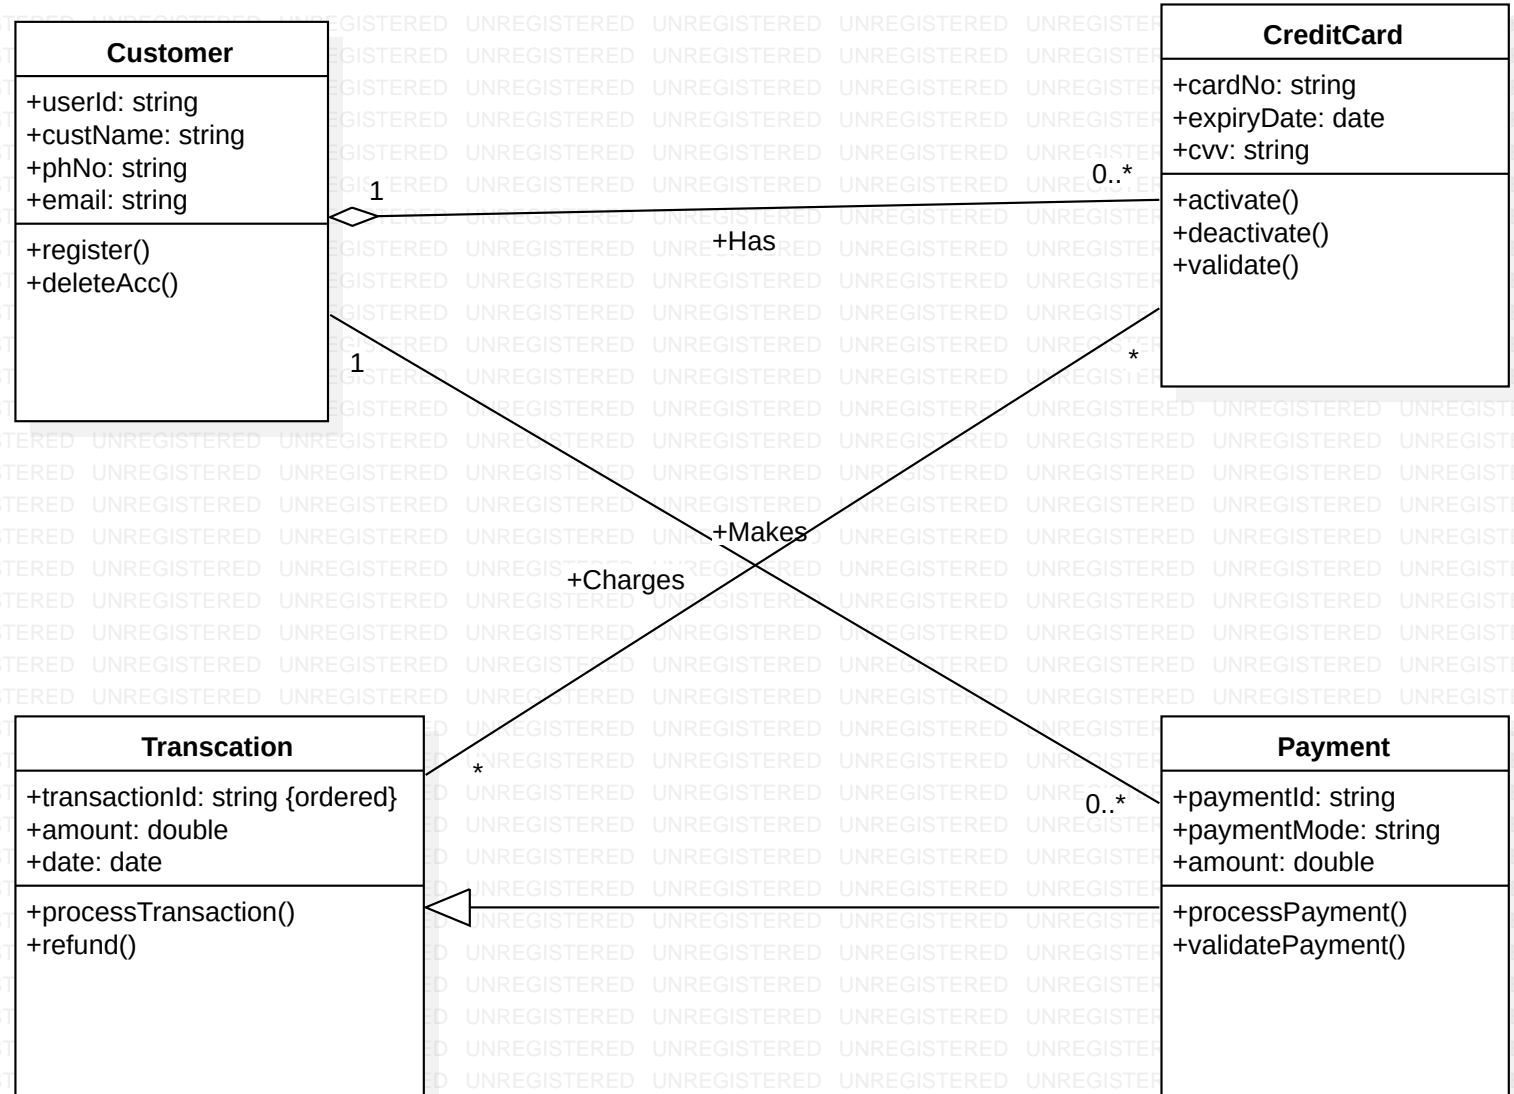 Customer
+userId: string
+custName: string
+phNo: string
+email: string
+register()
+deleteAcc()
CreditCard
+cardNo: string
+expiryDate: date
+cvv: string
+activate()
+deactivate()
+validate()
1
0..*
+Has
1
*
+Makes
+Charges
*
0..*
Transcation
+transactionId: string {ordered}
+amount: double
+date: date
+processTransaction()
+refund()
Payment
+paymentId: string
+paymentMode: string
+amount: double
+processPayment()
+validatePayment()
UNREGISTERED